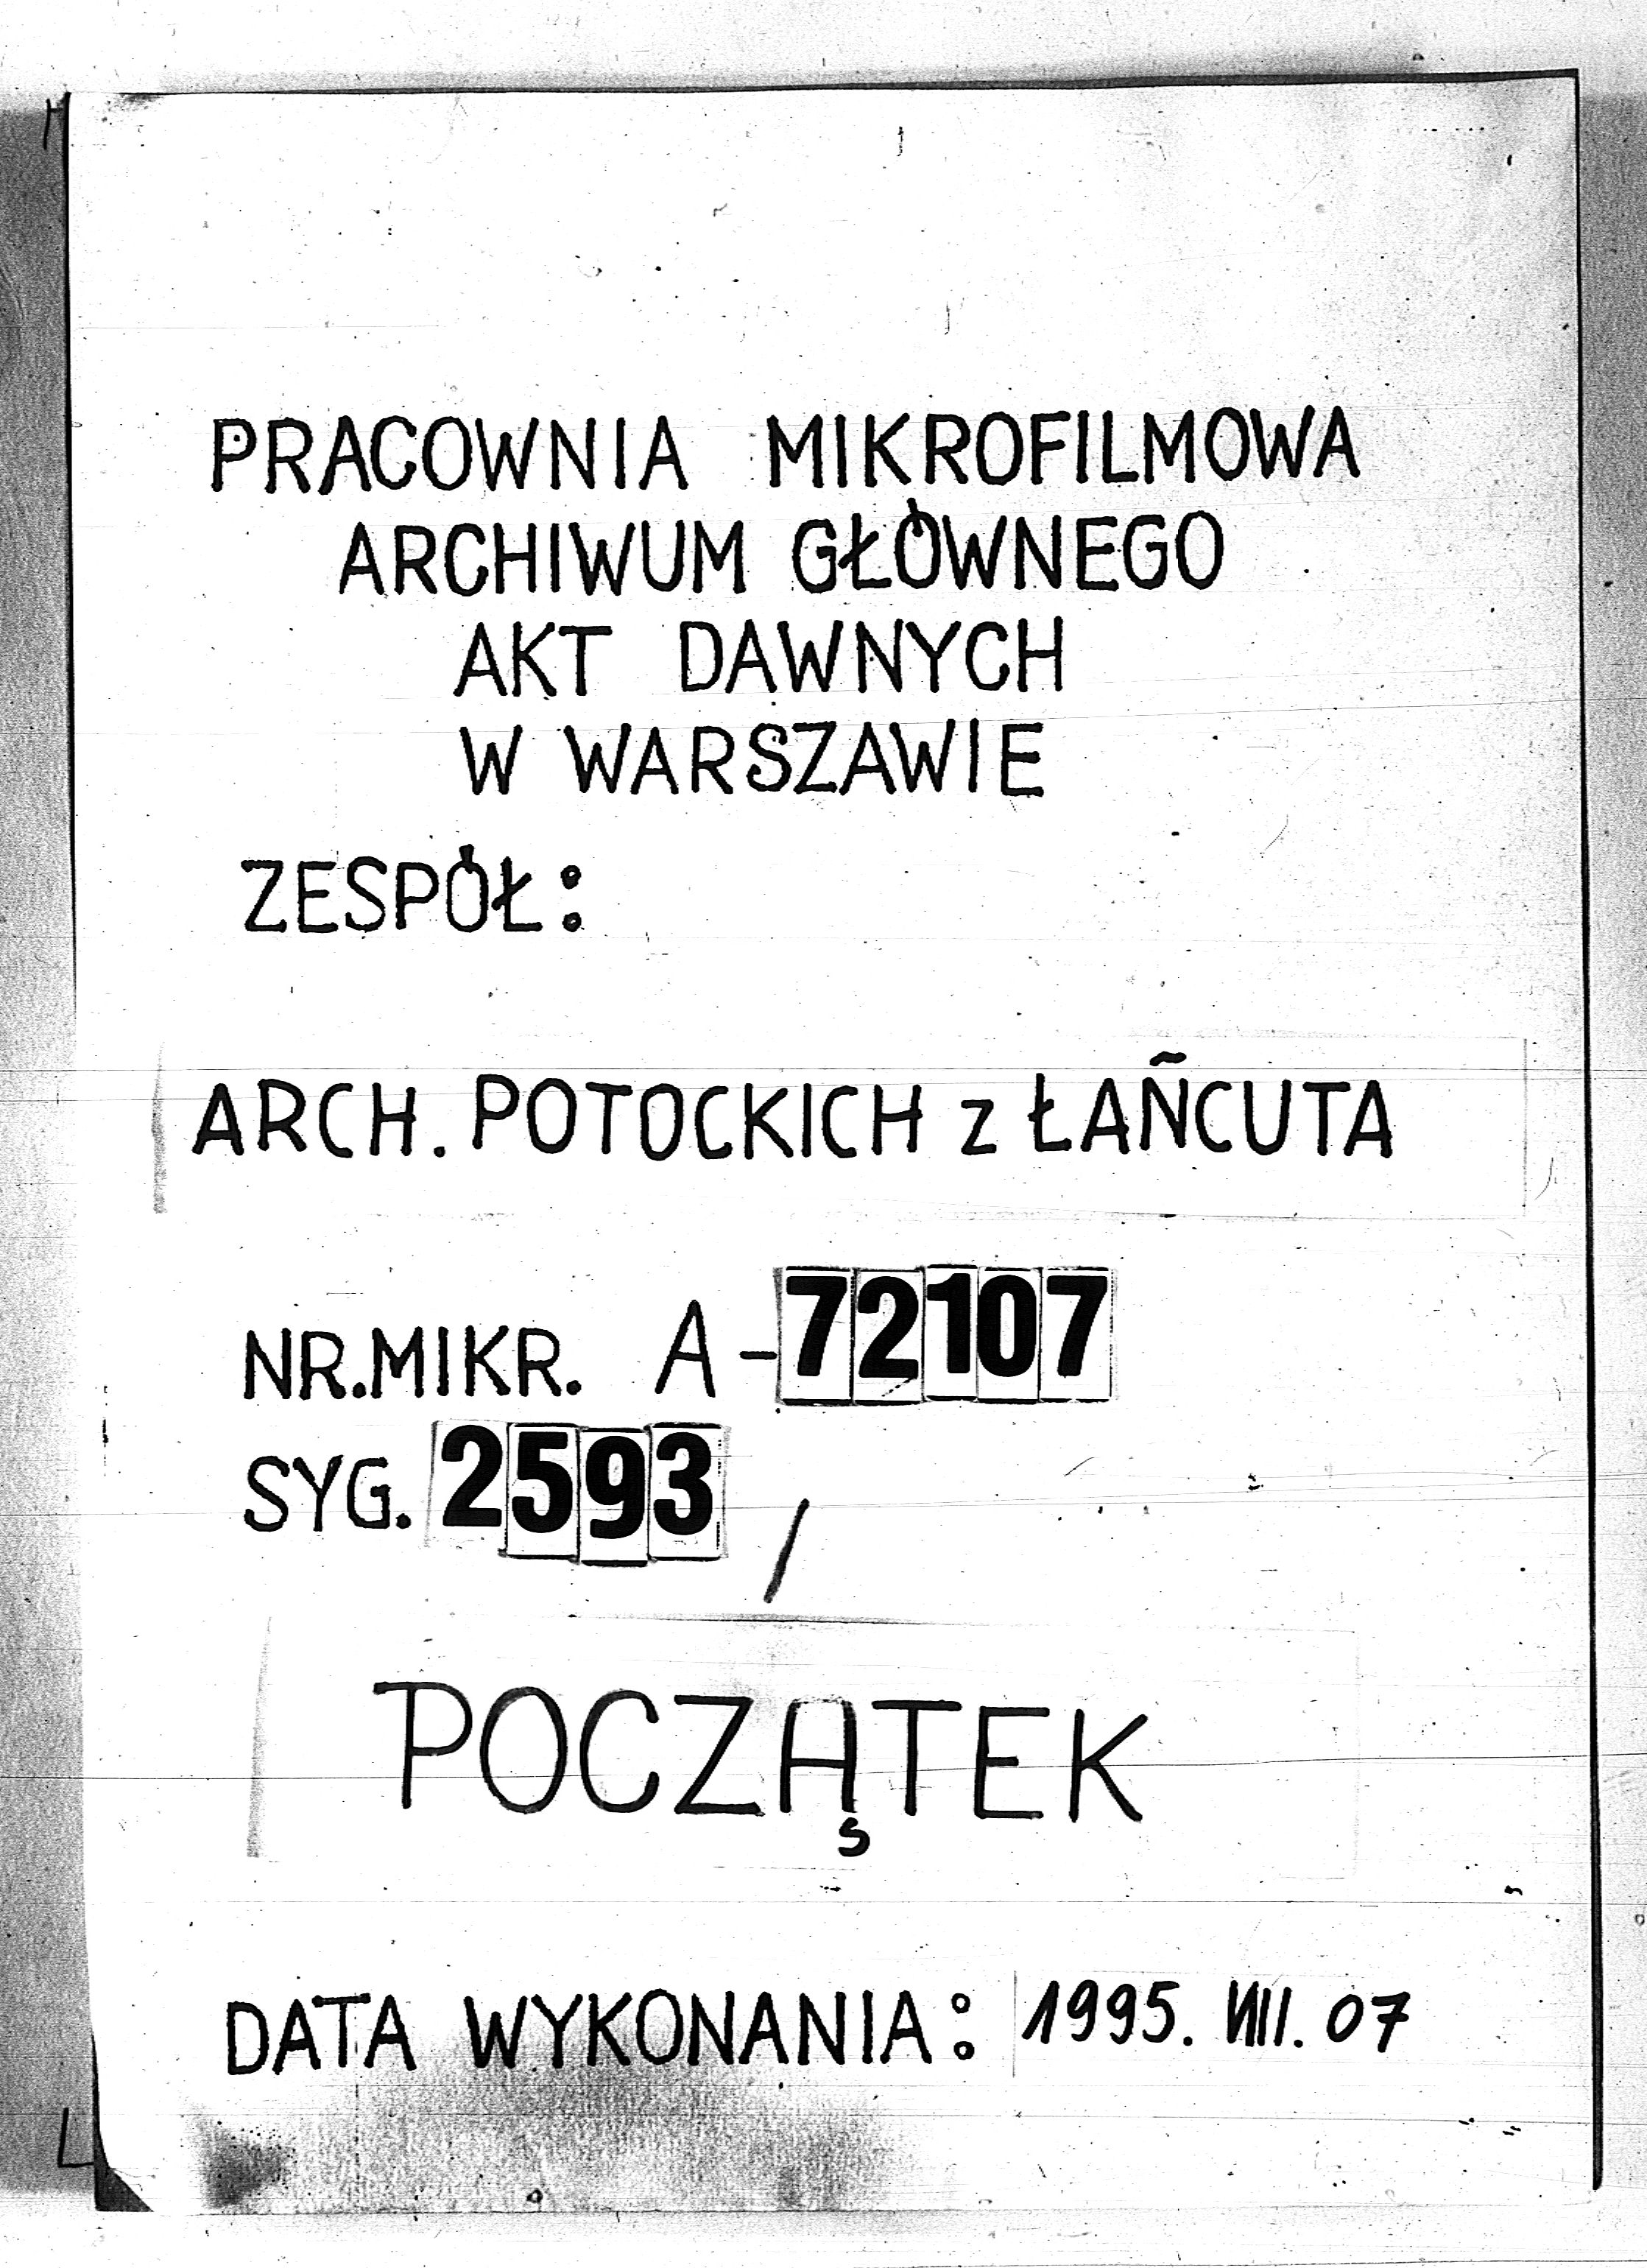 PRACOWNIA MIKROFILMOWA
ARCHIWUM GŁÓWNEGO
AKT DAWNYCH
W WARSZAWIE
ZESPÓŁ:
ARCH. POTOCKICH z ŁAÑCUTA
NR. MIKR. A-72107
SYG. 2593 /
POCZĄTEK
DATA WYKONANIA: 1995. VIII. 07